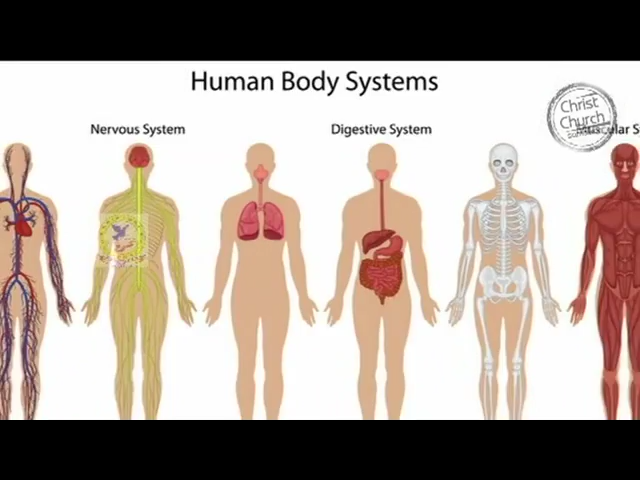 Human Body Systems
Nervous System
Digestive System
Christ
Church